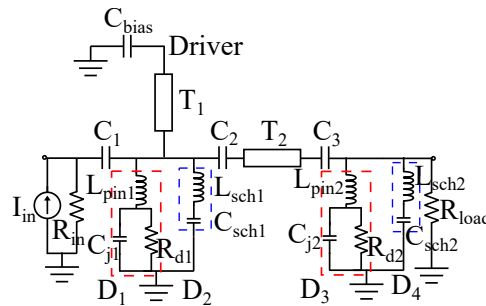 C_bias
Driver
T_1
C_1
C_2
T_2
C_3
L_pin1
L_sch1
L_pin2
L_sch2
I_in
R_in
C_j1
R_d1
C_sch1
C_j2
R_d2
C_sch2
R_load
D_1
D_2
D_3
D_4